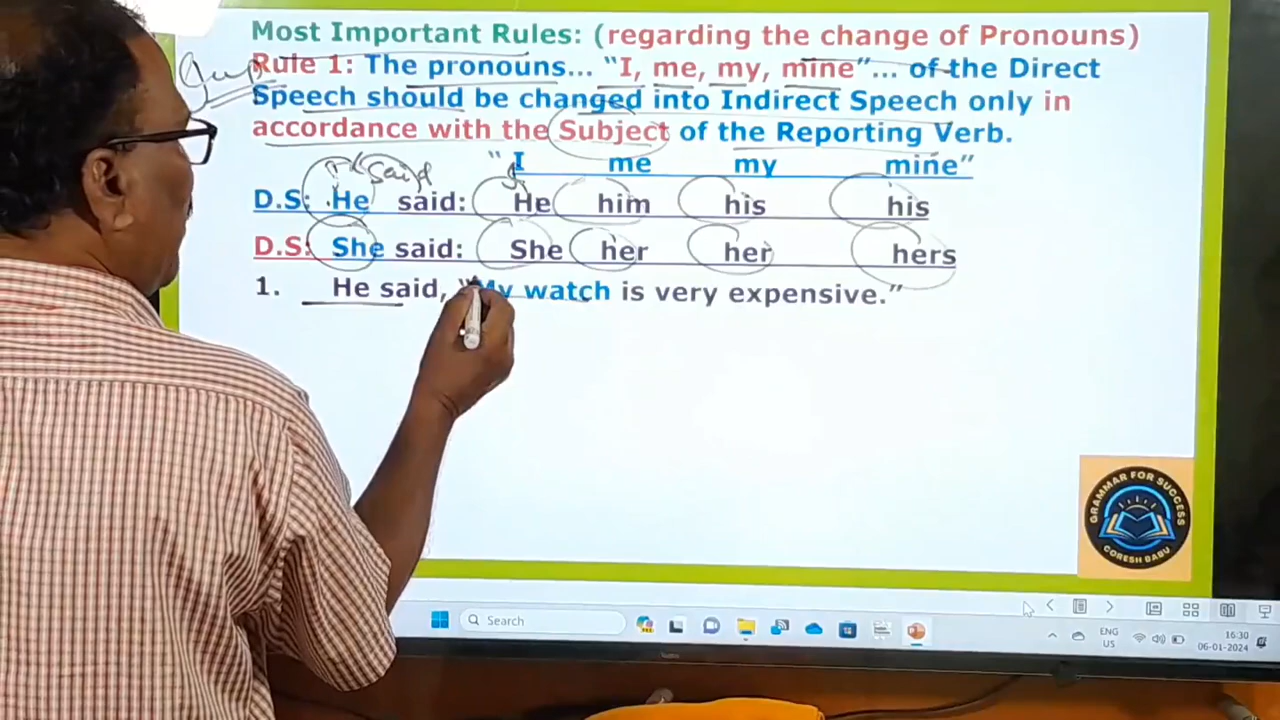 Most Important Rules: (regarding the change of Pronouns)
Rule 1: The pronouns... “I, me, my, mine”... of the Direct
Speech should be changed into Indirect Speech only in
accordance with the Subject of the Reporting Verb.
said
“I me my mine”
D.S: He said: He him his his
D.S: She said: She her her hers
1. He said, “My watch is very expensive.”
GRAMMAR FOR SUCCESS
CORESH BABU
Search
ENG
US
16:30
06-01-2024